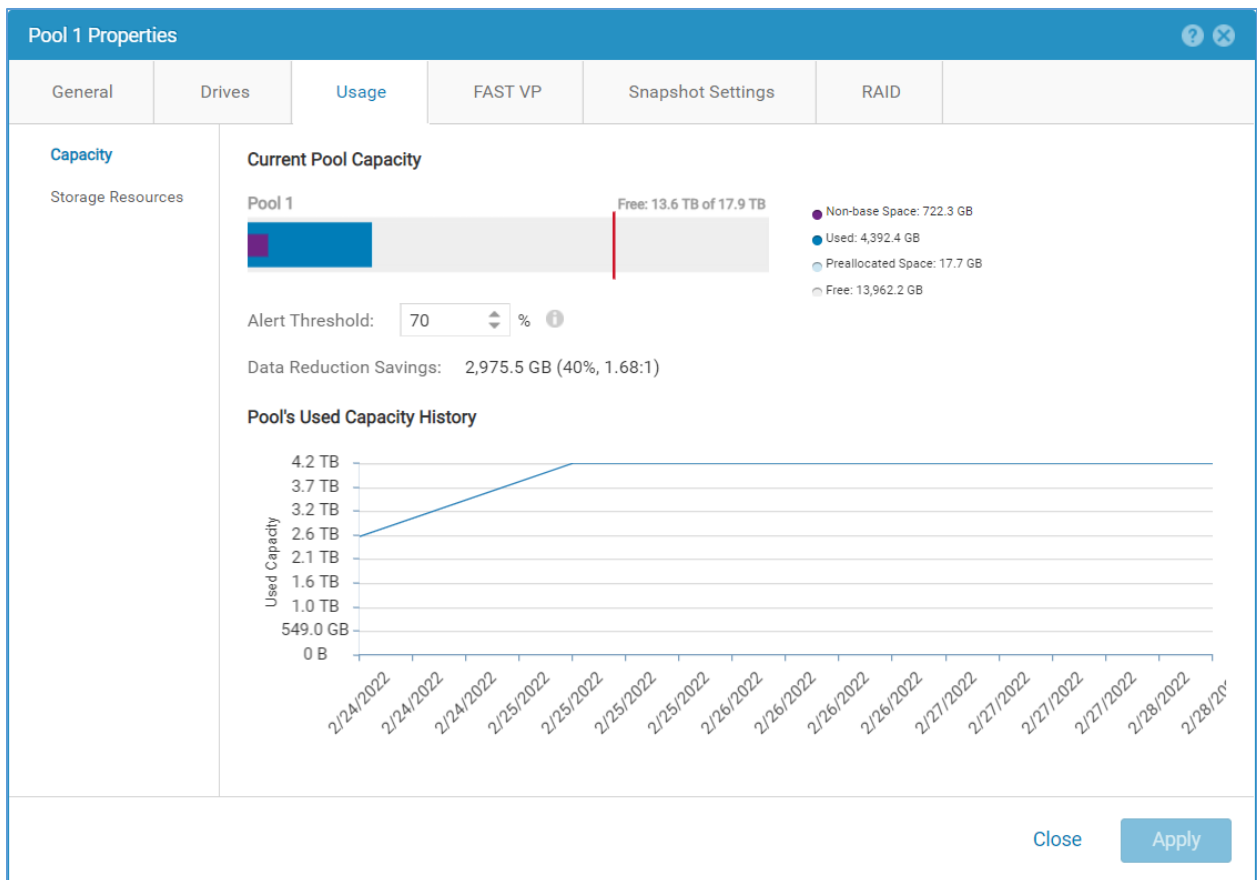 Pool 1 Properties
General Drives Usage FAST VP Snapshot Settings RAID
Capacity
Storage Resources
Current Pool Capacity
Pool 1 Free: 13.6 TB of 17.9 TB
Non-base Space: 722.3 GB
Used: 4,392.4 GB
Preallocated Space: 17.7 GB
Free: 13,962.2 GB
Alert Threshold: 70 %
Data Reduction Savings: 2,975.5 GB (40%, 1.68:1)
Pool's Used Capacity History
Used Capacity
4.2 TB
3.7 TB
3.2 TB
2.6 TB
2.1 TB
1.6 TB
1.0 TB
549.0 GB
0 B
2/24/2022 2/24/2022 2/24/2022 2/25/2022 2/25/2022 2/25/2022 2/25/2022 2/26/2022 2/26/2022 2/26/2022 2/26/2022 2/27/2022 2/27/2022 2/27/2022 2/27/2022 2/28/2022 2/28/20
Close Apply